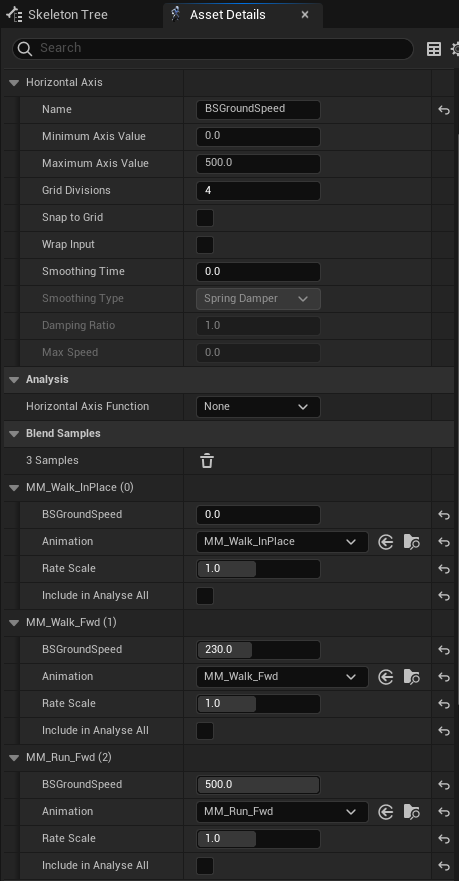 Skeleton Tree
Asset Details
Search
Horizontal Axis
Name BSGroundSpeed
Minimum Axis Value 0.0
Maximum Axis Value 500.0
Grid Divisions 4
Snap to Grid
Wrap Input
Smoothing Time 0.0
Smoothing Type Spring Damper
Damping Ratio 1.0
Max Speed 0.0
Analysis
Horizontal Axis Function None
Blend Samples
3 Samples
MM_Walk_InPlace (0)
BSGroundSpeed 0.0
Animation MM_Walk_InPlace
Rate Scale 1.0
Include in Analyse All
MM_Walk_Fwd (1)
BSGroundSpeed 230.0
Animation MM_Walk_Fwd
Rate Scale 1.0
Include in Analyse All
MM_Run_Fwd (2)
BSGroundSpeed 500.0
Animation MM_Run_Fwd
Rate Scale 1.0
Include in Analyse All